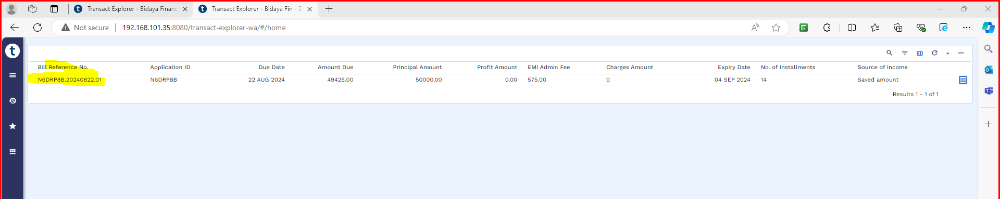 Transact Explorer - Bidaya Financ
Transact Explorer - Bidaya Fin - D
Not secure
192.168.101.35:8080/transact-explorer-wa/#/home
Bill Reference No. Application ID Due Date Amount Due Principal Amount Profit Amount EMI Admin Fee Charges Amount Expiry Date No. of Installments Source of Income
N6DRP8B.20240822.01 N6DRP8B 22 AUG 2024 49425.00 50000.00 0.00 575.00 0 04 SEP 2024 14 Saved amount
Results 1 - 1 of 1